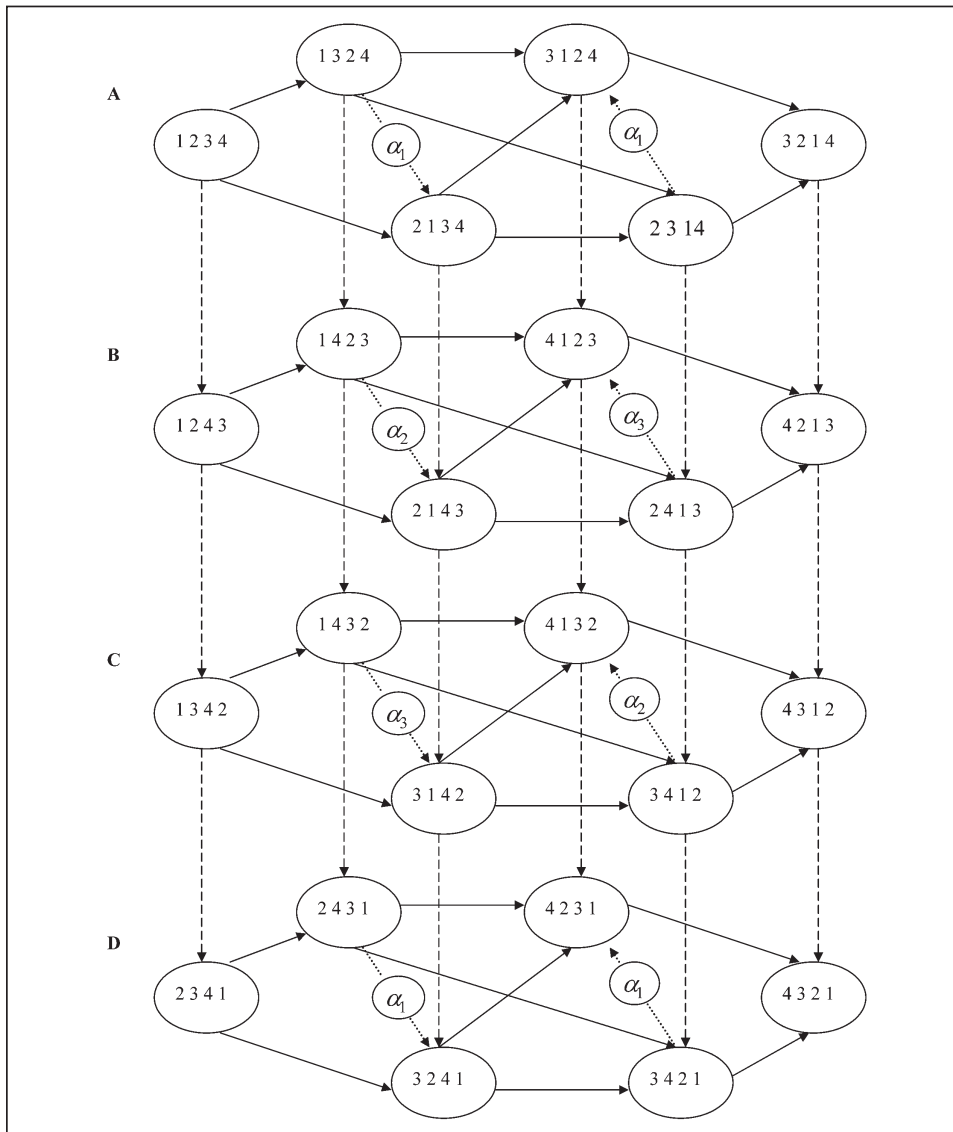 1 3 2 4
3 1 2 4
A
1 2 3 4
α1
α1
3 2 1 4
2 1 3 4
2 3 14
1 4 2 3
4 1 2 3
B
1 2 4 3
α2
α3
4 2 1 3
2 1 4 3
2 4 1 3
1 4 3 2
4 1 3 2
C
1 3 4 2
α3
α2
4 3 1 2
3 1 4 2
3 4 1 2
2 4 3 1
4 2 3 1
D
2 3 4 1
α1
α1
4 3 2 1
3 2 4 1
3 4 2 1